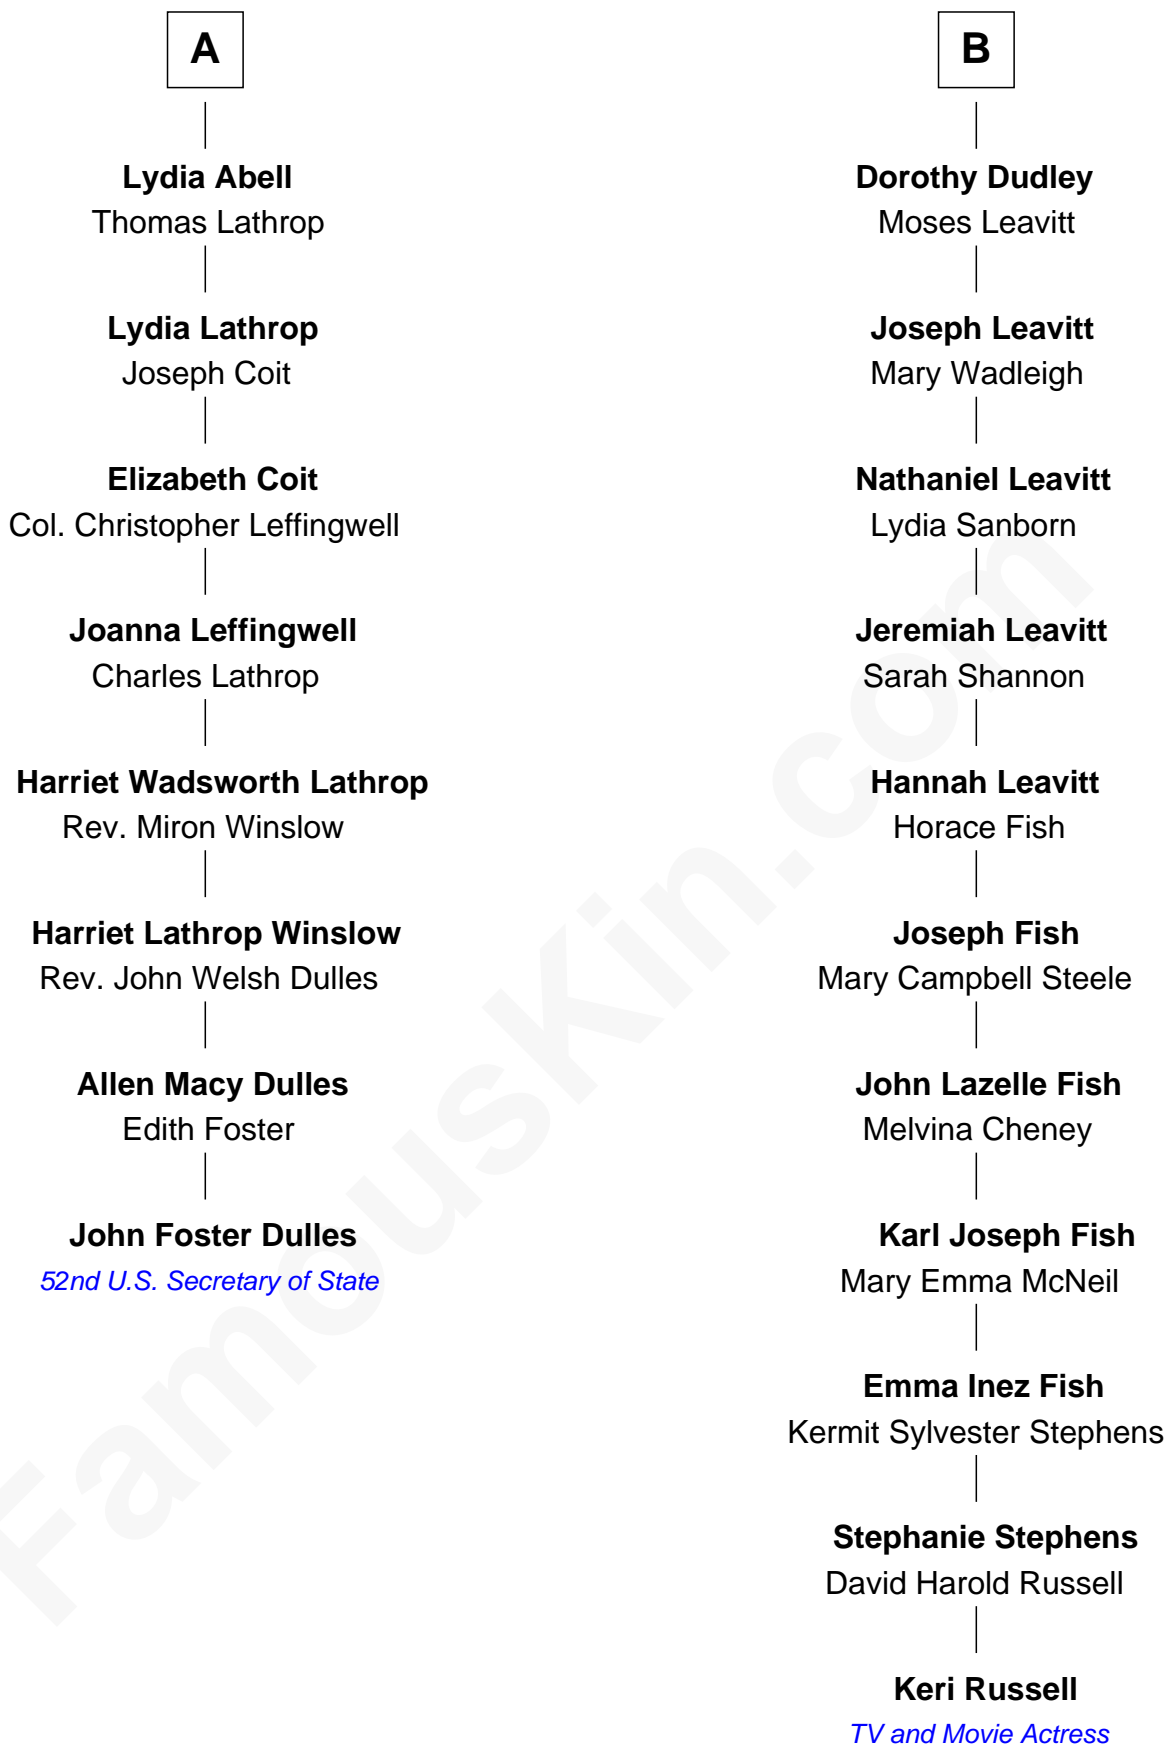 A
Lydia Abell
Thomas Lathrop
Lydia Lathrop
Joseph Coit
Elizabeth Coit
Col. Christopher Leffingwell
Joanna Leffingwell
Charles Lathrop
Harriet Wadsworth Lathrop
Rev. Miron Winslow
Harriet Lathrop Winslow
Rev. John Welsh Dulles
Allen Macy Dulles
Edith Foster
John Foster Dulles
52nd U.S. Secretary of State
B
Dorothy Dudley
Moses Leavitt
Joseph Leavitt
Mary Wadleigh
Nathaniel Leavitt
Lydia Sanborn
Jeremiah Leavitt
Sarah Shannon
Hannah Leavitt
Horace Fish
Joseph Fish
Mary Campbell Steele
John Lazelle Fish
Melvina Cheney
Karl Joseph Fish
Mary Emma McNeil
Emma Inez Fish
Kermit Sylvester Stephens
Stephanie Stephens
David Harold Russell
Keri Russell
TV and Movie Actress
FamousKin.com